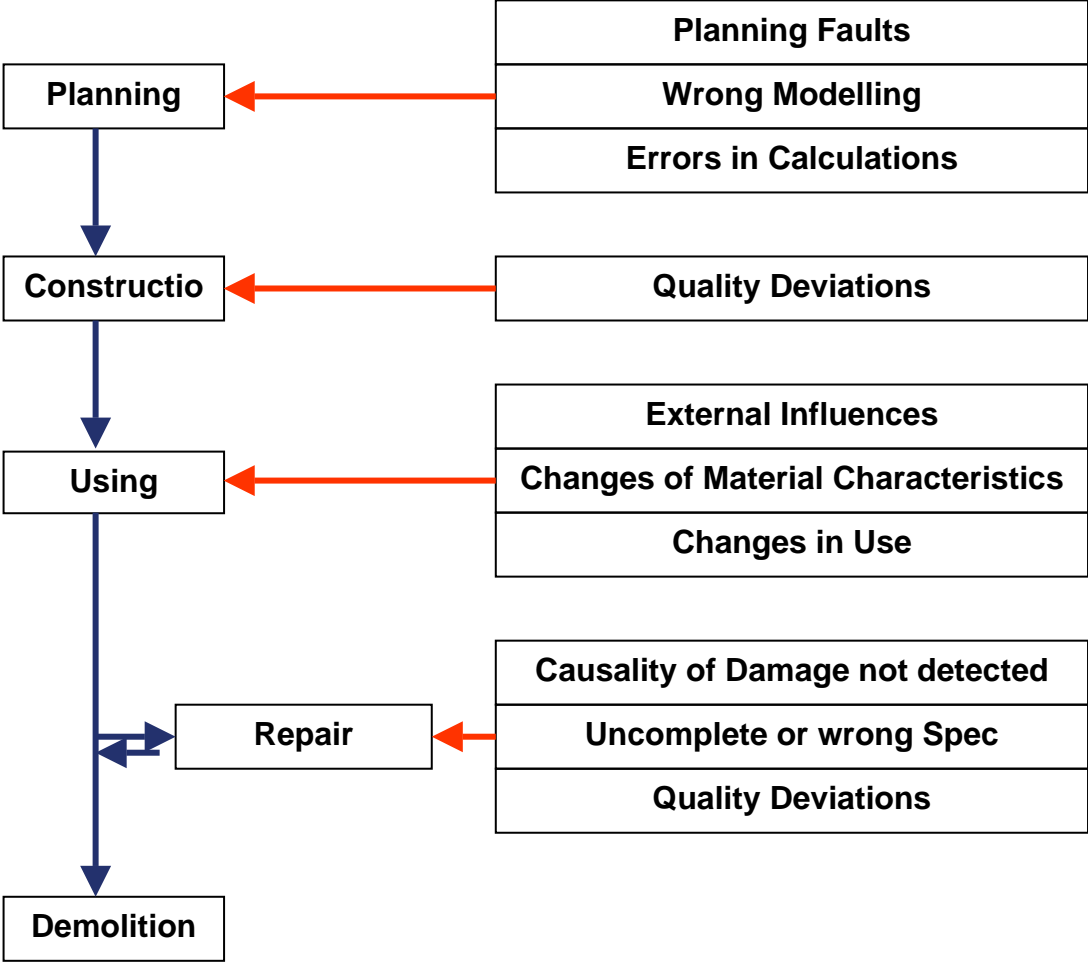 Planning Faults
Planning
Wrong Modelling
Errors in Calculations
Constructio
Quality Deviations
External Influences
Using
Changes of Material Characteristics
Changes in Use
Causality of Damage not detected
Repair
Uncomplete or wrong Spec
Quality Deviations
Demolition